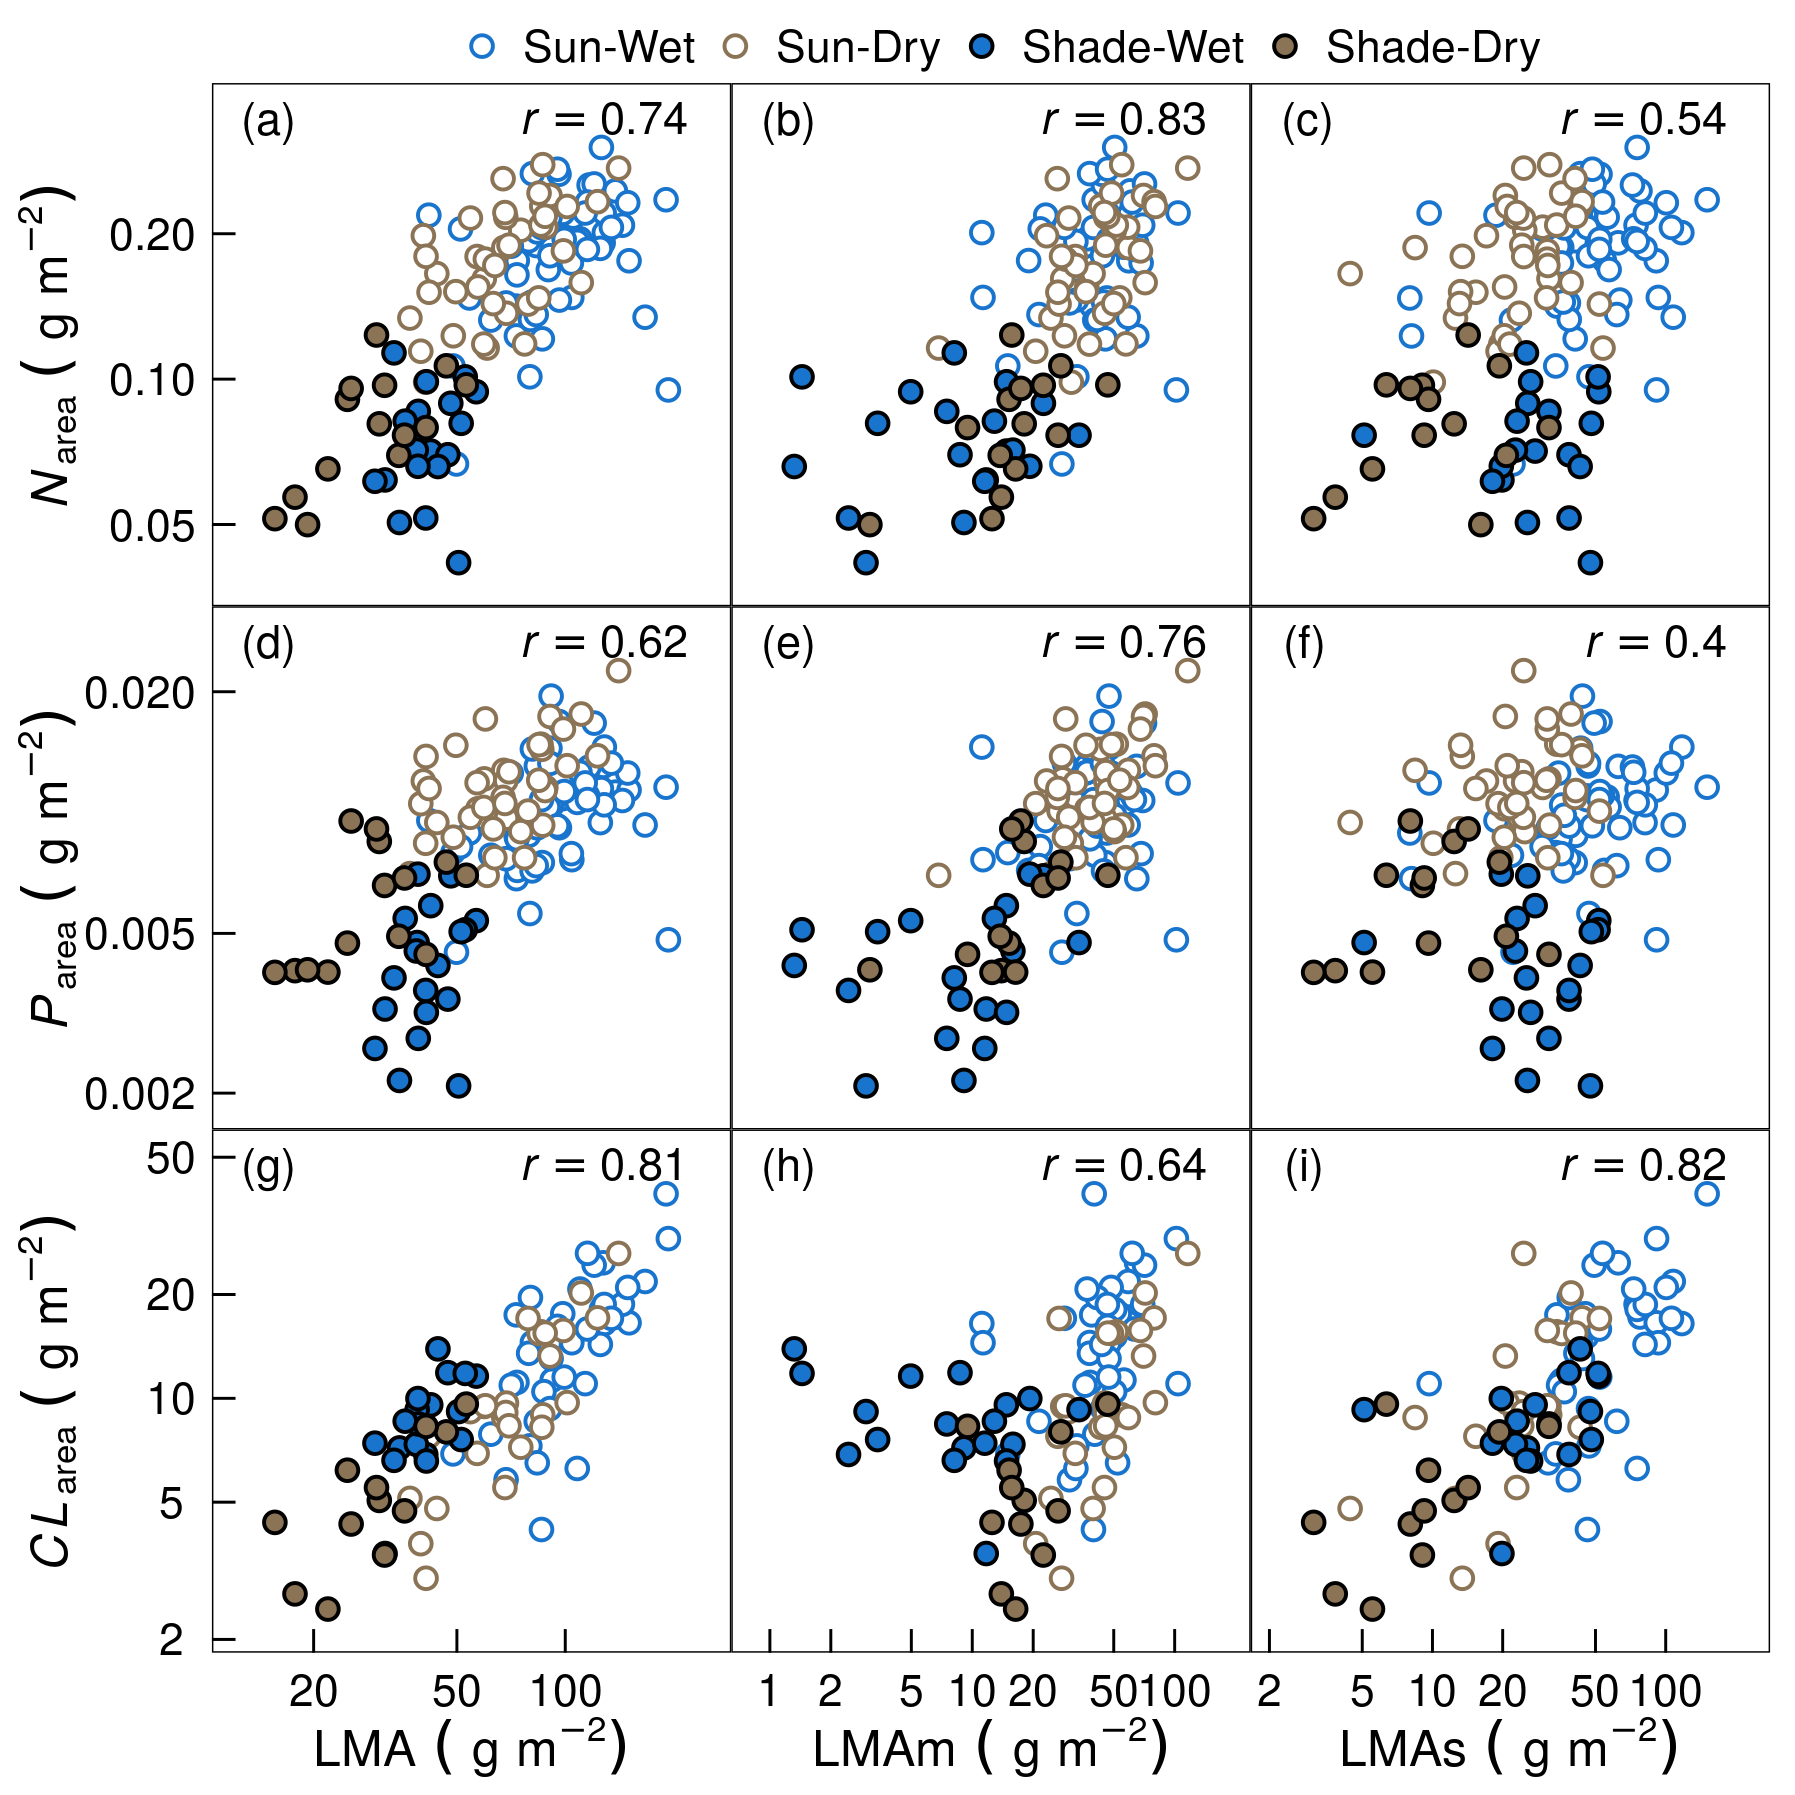 Sun-Wet Sun-Dry Shade-Wet Shade-Dry
(a) r = 0.74 (b) r = 0.83 (c) r = 0.54
N area ( g m −2)
0.20
0.10
0.05
(d) r = 0.62 (e) r = 0.76 (f) r = 0.4
P area ( g m −2)
0.020
0.005
0.002
(g) r = 0.81 (h) r = 0.64 (i) r = 0.82
CL area ( g m −2)
50
20
10
5
2
20 50 100 1 2 5 10 20 50 100 2 5 10 20 50 100
LMA ( g m −2) LMAm ( g m −2) LMAs ( g m −2)